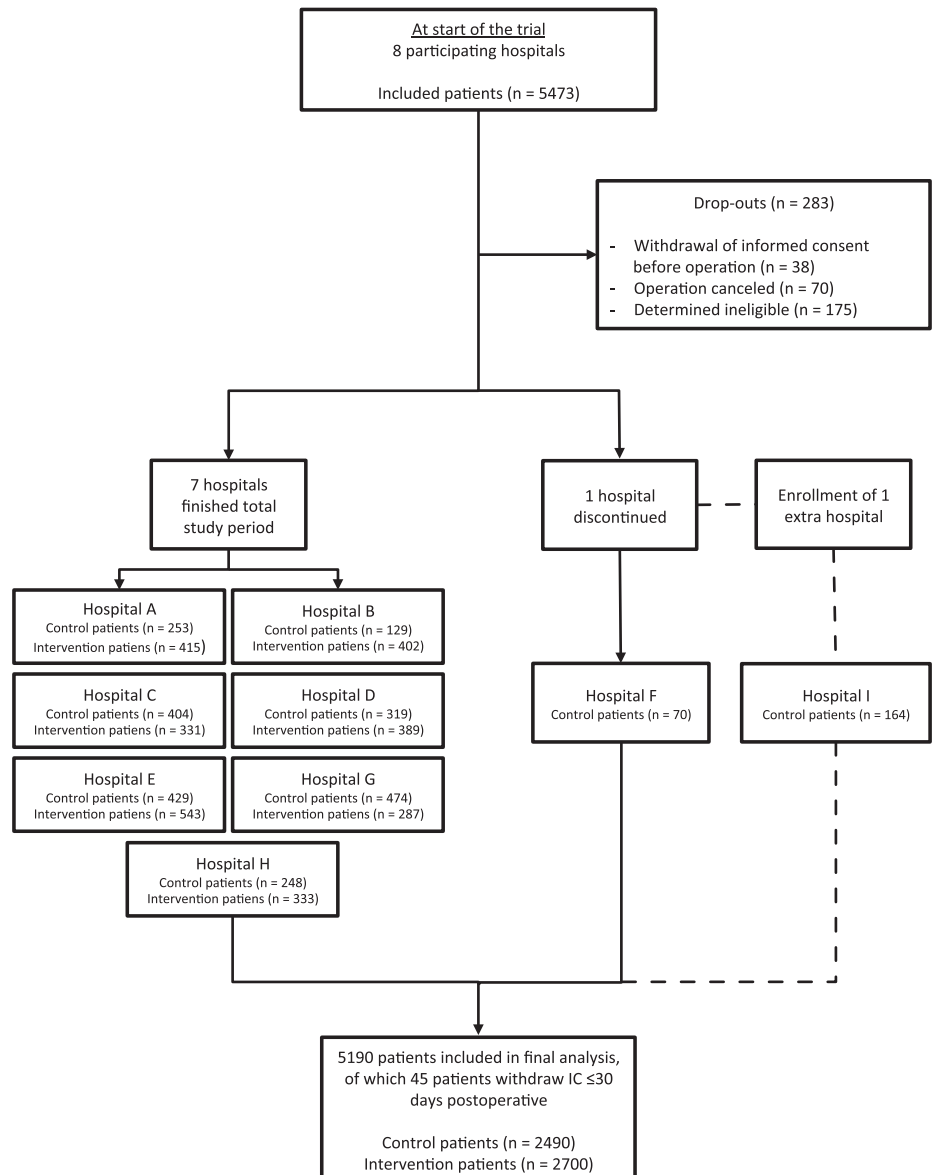 At start of the trial
8 participating hospitals
Included patients (n = 5473)
Drop-outs (n = 283)
- Withdrawal of informed consent
before operation (n = 38)
- Operation canceled (n = 70)
- Determined ineligible (n = 175)
7 hospitals
finished total
study period
1 hospital
discontinued
Enrollment of 1
extra hospital
Hospital A
Control patients (n = 253)
Intervention patiens (n = 415)
Hospital B
Control patients (n = 129)
Intervention patiens (n = 402)
Hospital C
Control patients (n = 404)
Intervention patiens (n = 331)
Hospital D
Control patients (n = 319)
Intervention patiens (n = 389)
Hospital F
Control patients (n = 70)
Hospital I
Control patients (n = 164)
Hospital E
Control patients (n = 429)
Intervention patiens (n = 543)
Hospital G
Control patients (n = 474)
Intervention patiens (n = 287)
Hospital H
Control patients (n = 248)
Intervention patiens (n = 333)
5190 patients included in final analysis,
of which 45 patients withdraw IC ≤30
days postoperative
Control patients (n = 2490)
Intervention patients (n = 2700)